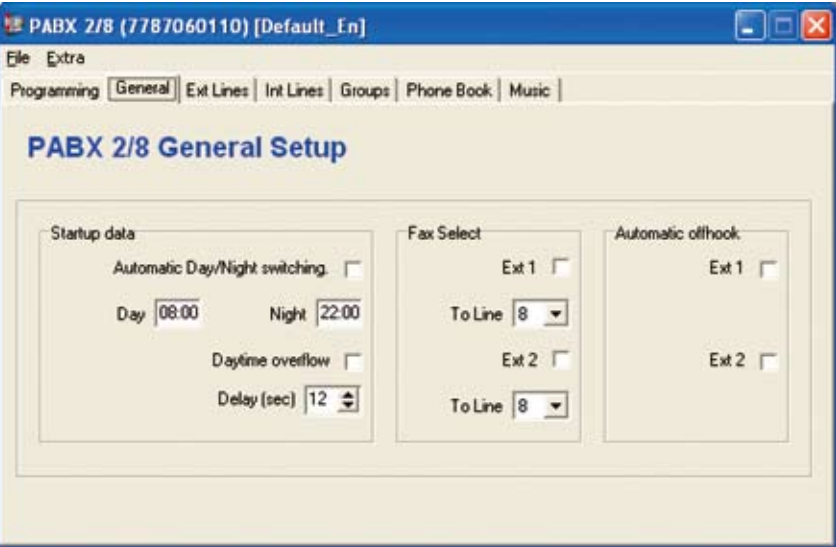 PABX 2/8 (7787060110) [Default_En]
File Extra
Programming General Ext Lines Int Lines Groups Phone Book Music
PABX 2/8 General Setup
Startup data
Automatic Day/Night switching.
Day 08:00 Night 22:00
Daytime overflow
Delay (sec) 12
Fax Select
Ext 1
To Line 8
Ext 2
To Line 8
Automatic offhook
Ext 1
Ext 2